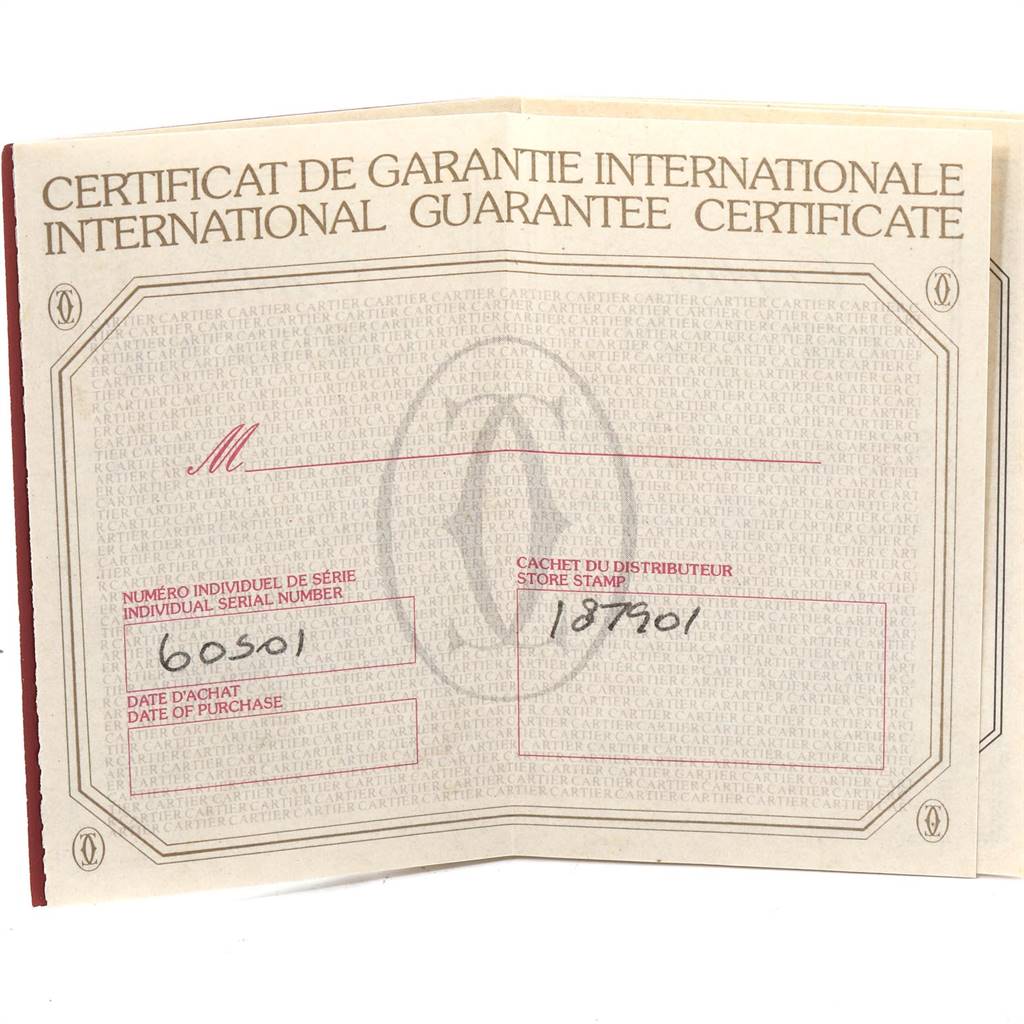 CERTIFICAT DE GARANTIE INTERNATIONALE
INTERNATIONAL GUARANTEE CERTIFICATE
M
NUMÉRO INDIVIDUEL DE SÉRIE
INDIVIDUAL SERIAL NUMBER
60501
DATE D'ACHAT
DATE OF PURCHASE
CACHET DU DISTRIBUTEUR
STORE STAMP
187901